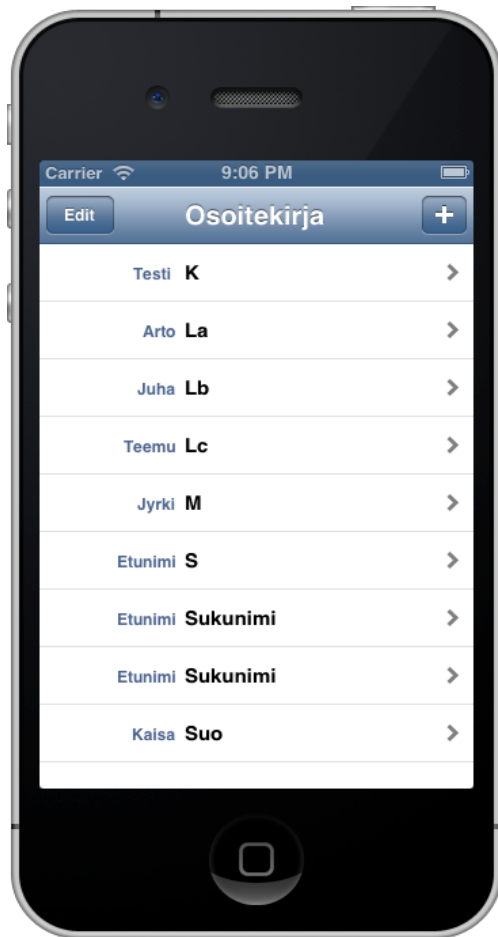 Carrier 9:06 PM
Edit Osoitekirja +
Testi K
Arto La
Juha Lb
Teemu Lc
Jyrki M
Etunimi S
Etunimi Sukunimi
Etunimi Sukunimi
Kaisa Suo